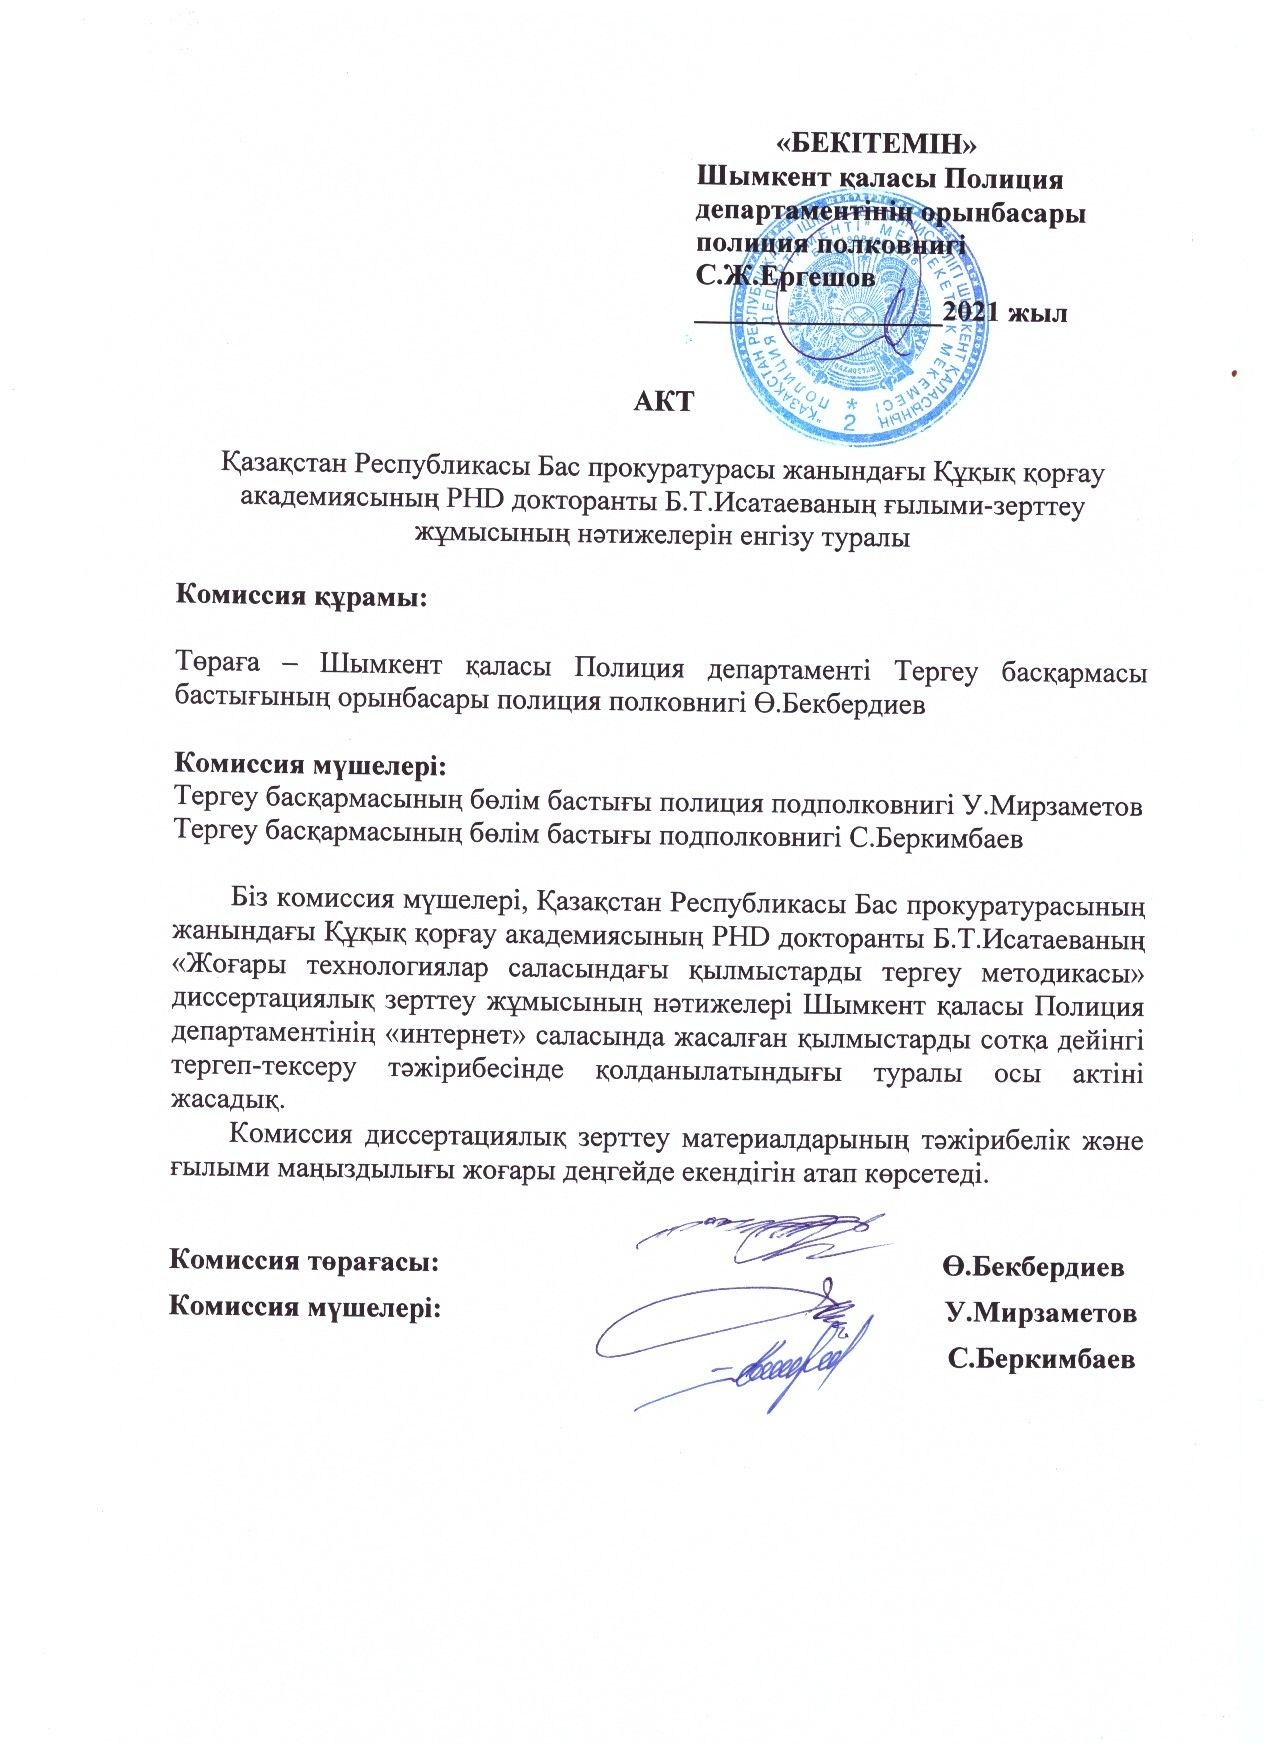 «БЕКІТЕМІН»
Шымкент қаласы Полиция
департаментінің орынбасары
полиция полковнигі
С.Ж.Ергешов
__________________2021 жыл
АКТ
Қазақстан Республикасы Бас прокуратурасы жанындағы Құқық қорғау
академиясының PHD докторанты Б.Т.Исатаеваның ғылыми-зерттеу
жұмысының нәтижелерін енгізу туралы
Комиссия құрамы:
Төраға – Шымкент қаласы Полиция департаменті Тергеу басқармасы
бастығының орынбасары полиция полковнигі Ө.Бекбердиев
Комиссия мүшелері:
Тергеу басқармасының бөлім бастығы полиция подполковнигі У.Мирзаметов
Тергеу басқармасының бөлім бастығы подполковнигі С.Беркимбаев
Біз комиссия мүшелері, Қазақстан Республикасы Бас прокуратурасының
жанындағы Құқық қорғау академиясының PHD докторанты Б.Т.Исатаеваның
«Жоғары технологиялар саласындағы қылмыстарды тергеу методикасы»
диссертациялық зерттеу жұмысының нәтижелері Шымкент қаласы Полиция
департаментінің «интернет» саласында жасалған қылмыстарды сотқа дейінгі
тергеп-тексеру тәжірибесінде қолданылатындығы туралы осы актіні
жасадық.
Комиссия диссертациялық зерттеу материалдарының тәжірибелік және
ғылыми маңыздылығы жоғары деңгейде екендігін атап көрсетеді.
Комиссия төрағасы: Ө.Бекбердиев
Комиссия мүшелері: У.Мирзаметов
С.Беркимбаев